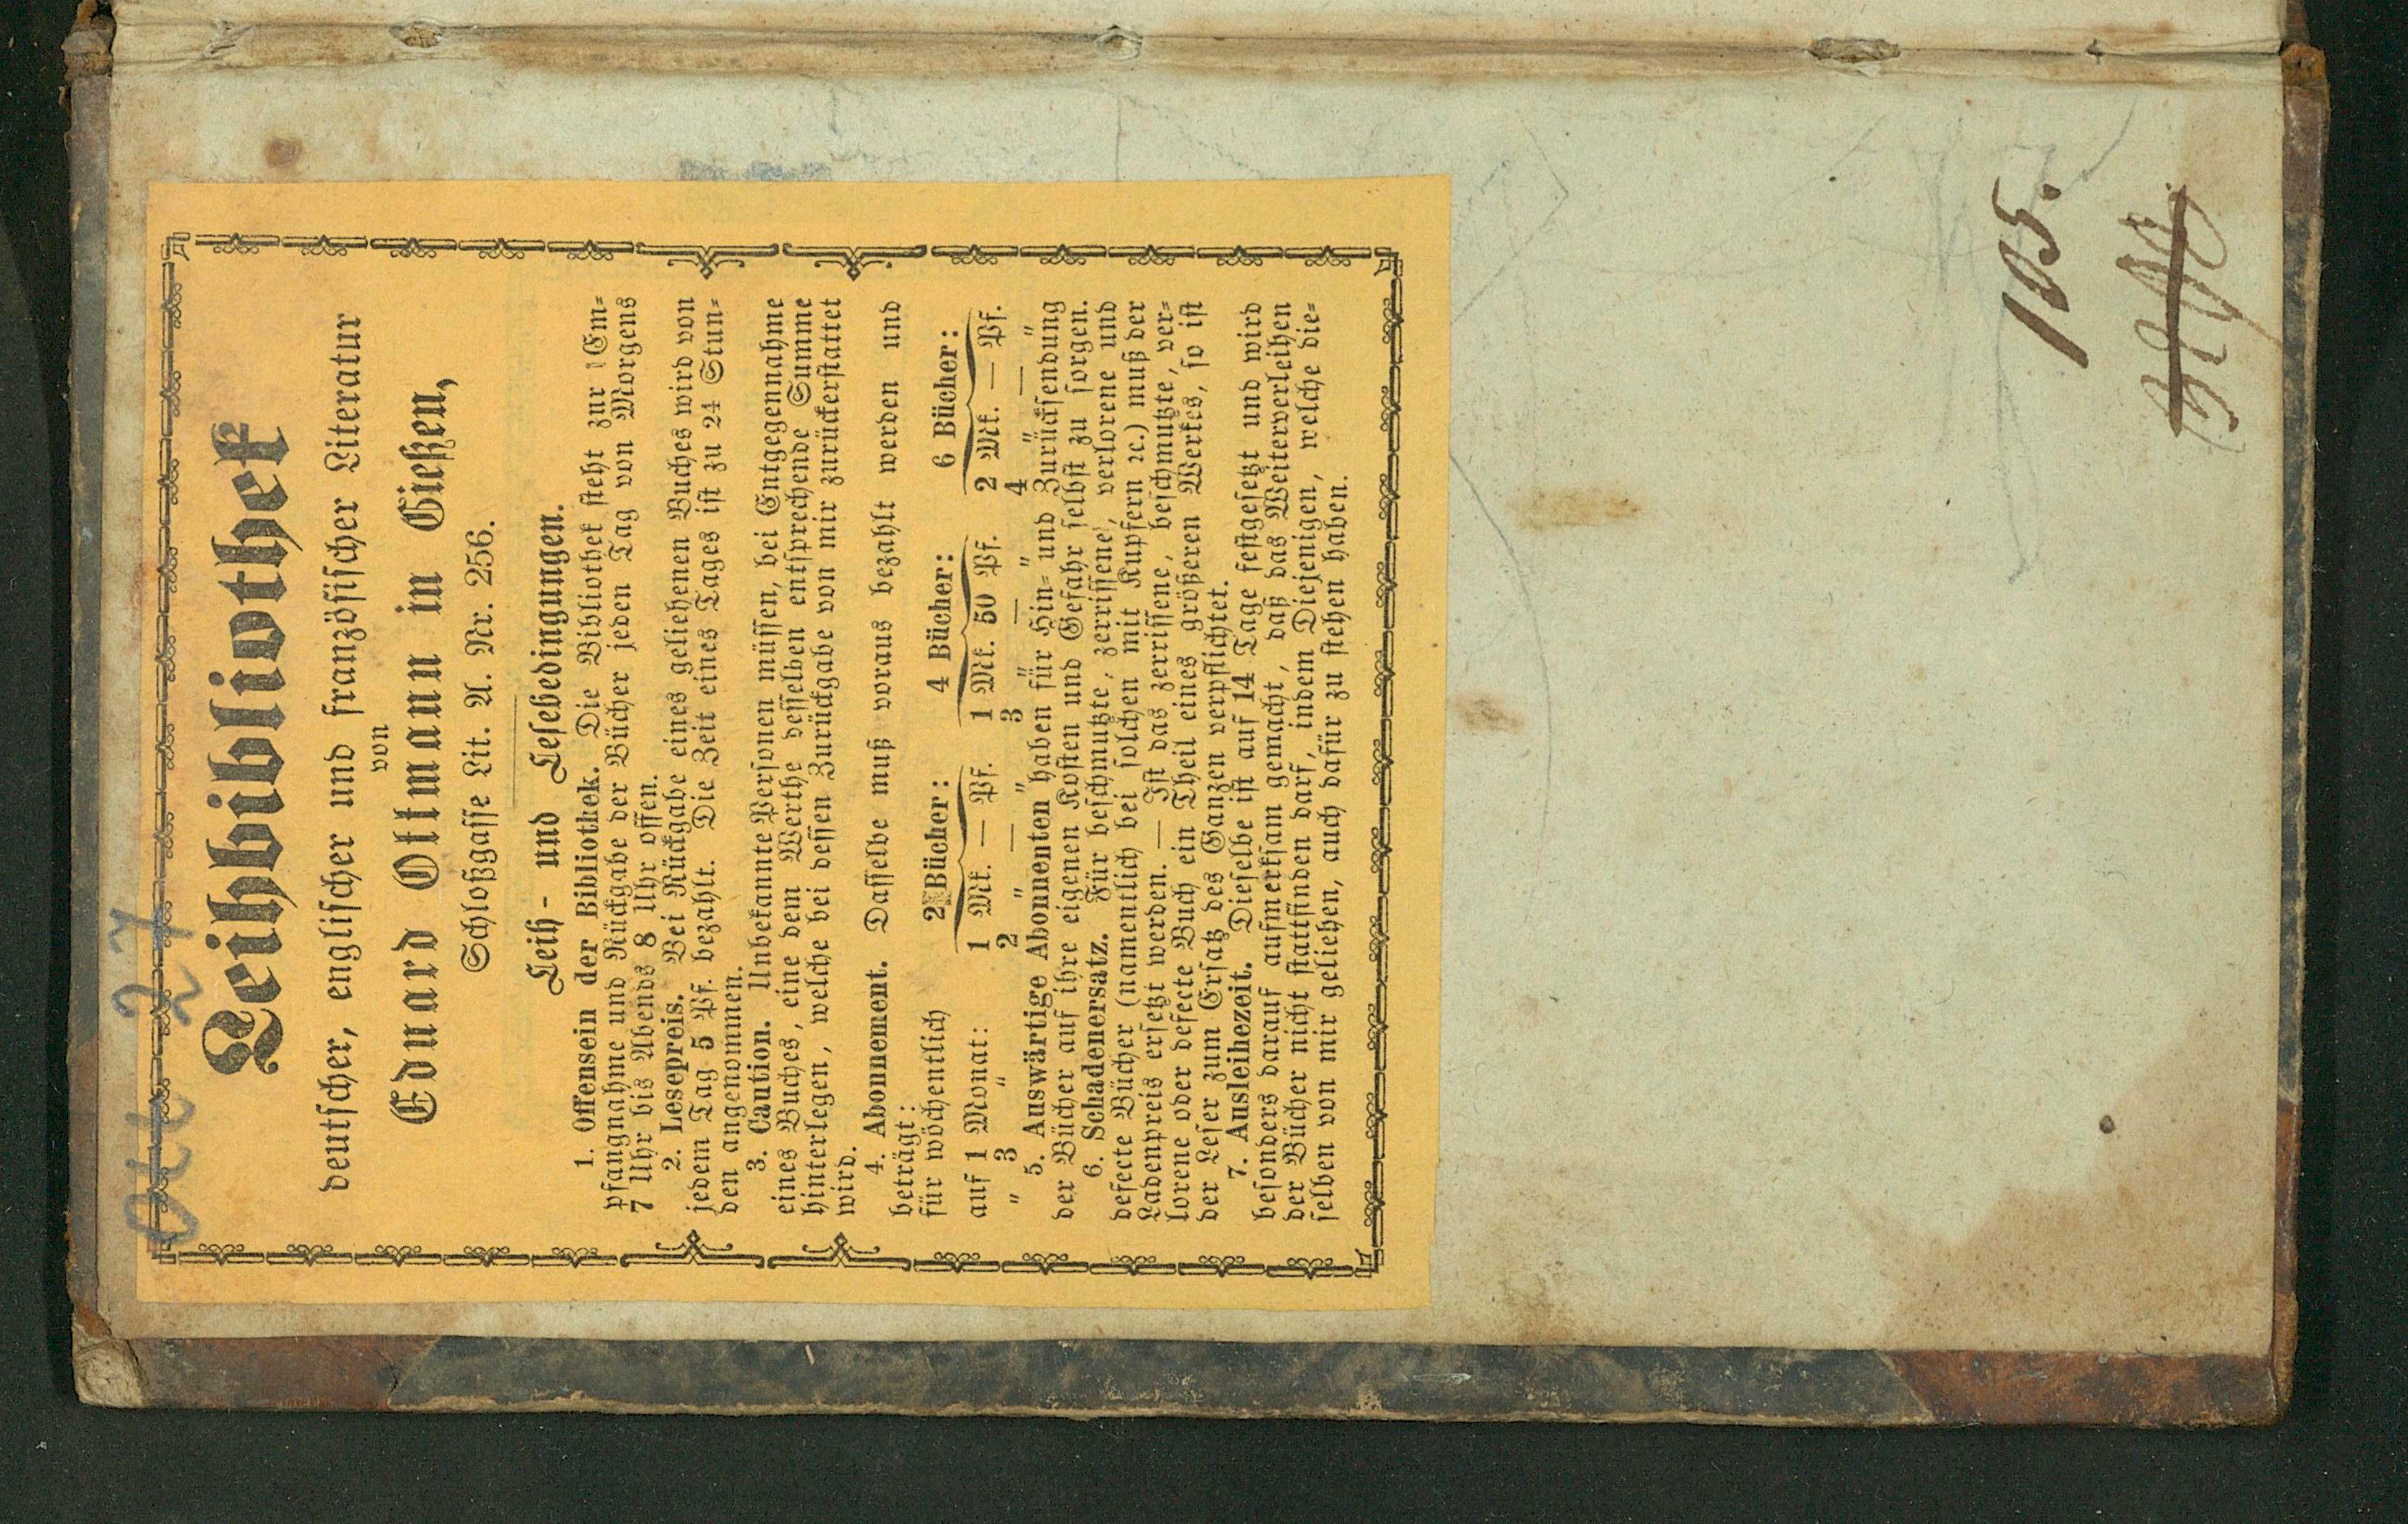 Ott 27
Leihbibliothek
deutscher, englischer und französischer Literatur
von
Eduard Ottmann in Gießen,
Schloßgasse Lit. A. Nr. 256.
Leih- und Lesebedingungen.
1. Offensein der Bibliothek. Die Bibliothek steht zur Em-
pfangnahme und Rückgabe der Bücher jeden Tag von Morgens
7 Uhr bis Abends 8 Uhr offen.
2. Lesepreis. Bei Rückgabe eines geliehenen Buches wird von
jedem Tag 5 Pf. bezahlt. Die Zeit eines Tages ist zu 24 Stun-
den angenommen.
3. Caution. Unbekannte Personen müssen, bei Entgegennahme
eines Buches, eine dem Werthe desselben entsprechende Summe
hinterlegen, welche bei dessen Zurückgabe von mir zurückerstattet
wird.
4. Abonnement. Dasselbe muß voraus bezahlt werden und
beträgt:
für wöchentlich 2 Bücher: 4 Bücher: 6 Bücher:
auf 1 Monat: 1 Mk. — Pf. 1 Mk. 50 Pf. 2 Mk. — Pf.
„ 3 „ 2 „ — „ 3 „ — „ 4 „ — „
5. Auswärtige Abonnenten haben für Hin- und Zurücksendung
der Bücher auf ihre eigenen Kosten und Gefahr selbst zu sorgen.
6. Schadenersatz. Für beschmutzte, zerrissene, verlorene und
defecte Bücher (namentlich bei solchen mit Kupfern ꝛc.) muß der
Ladenpreis ersetzt werden. — Ist das zerrissene, beschmutzte, ver-
lorene oder defecte Buch ein Theil eines größeren Werkes, so ist
der Leser zum Ersatz des Ganzen verpflichtet.
7. Ausleihezeit. Dieselbe ist auf 14 Tage festgesetzt und wird
besonders darauf aufmerksam gemacht, daß das Weiterverleihen
der Bücher nicht stattfinden darf, indem Diejenigen, welche die-
selben von mir geliehen, auch dafür zu stehen haben.
105.